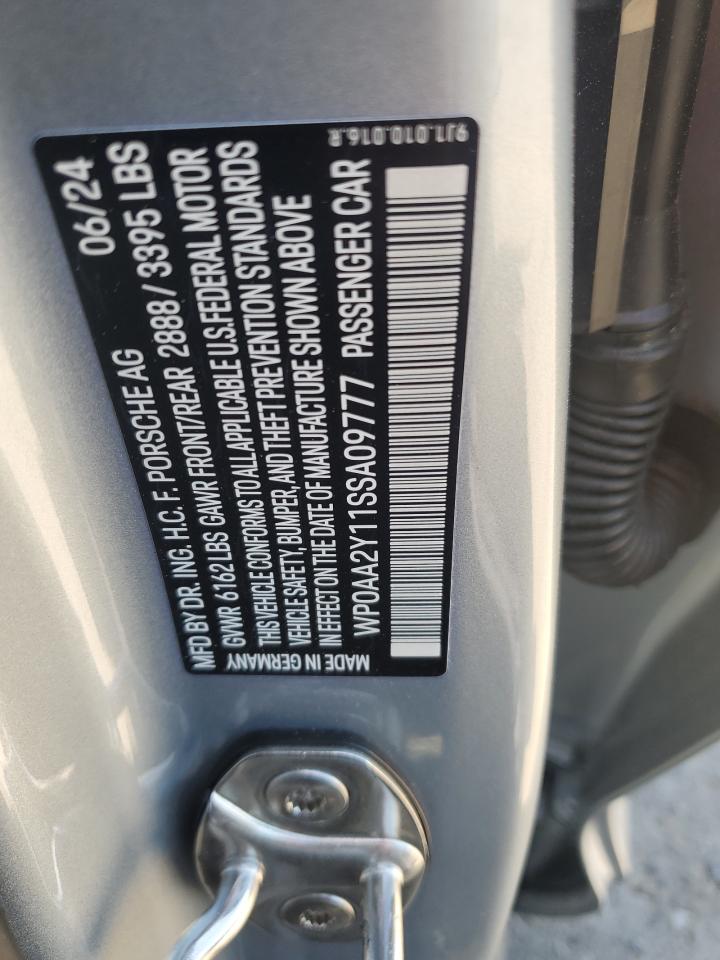 MFD BY DR. ING. H.C. F. PORSCHE AG 06/24
GVWR 6162 LBS GAWR FRONT/REAR 2888 / 3395 LBS
THIS VEHICLE CONFORMS TO ALL APPLICABLE U.S. FEDERAL MOTOR
VEHICLE SAFETY, BUMPER, AND THEFT PREVENTION STANDARDS
IN EFFECT ON THE DATE OF MANUFACTURE SHOWN ABOVE
WP0AA2Y11SSA09777 PASSENGER CAR
MADE IN GERMANY
9J1.010.016.R